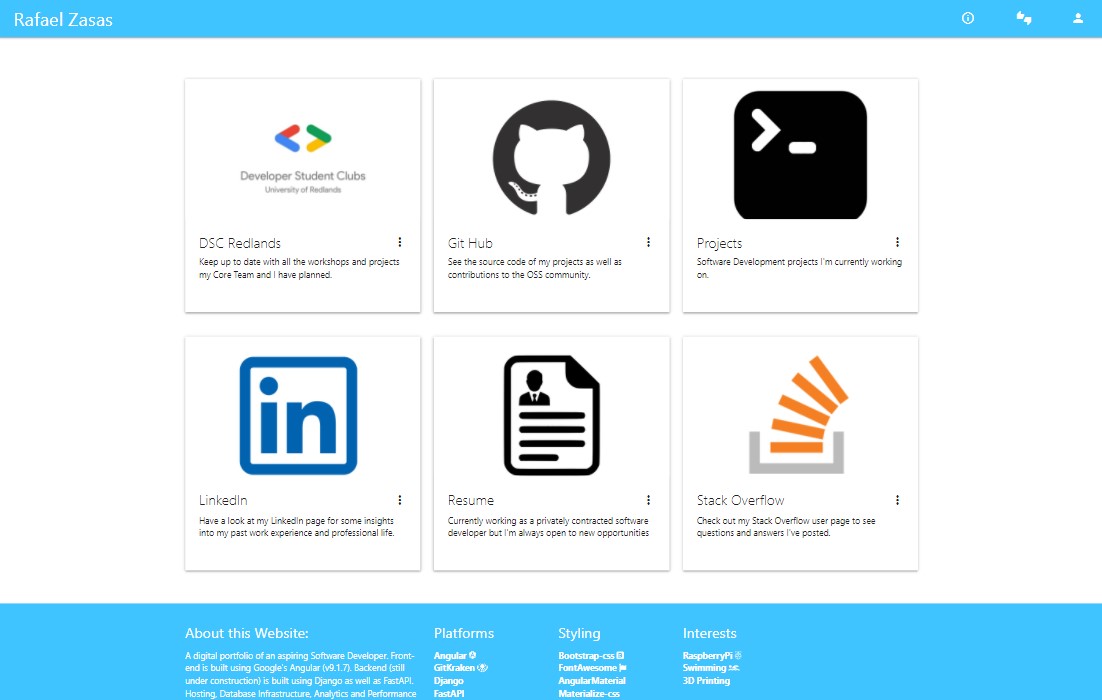 Rafael Zasas
Developer Student Clubs
University of Redlands
DSC Redlands
Keep up to date with all the workshops and projects
my Core Team and I have planned.
Git Hub
See the source code of my projects as well as
contributions to the OSS community.
Projects
Software Development projects I'm currently working
on.
in
LinkedIn
Have a look at my LinkedIn page for some insights
into my past work experience and professional life.
Resume
Currently working as a privately contracted software
developer but I'm always open to new opportunities
Stack Overflow
Check out my Stack Overflow user page to see
questions and answers I've posted.
About this Website:
A digital portfolio of an aspiring Software Developer. Front-
end is built using Google's Angular (v9.1.7). Backend (still
under construction) is built using Django as well as FastAPI.
Hosting, Database Infrastructure, Analytics and Performance
Platforms
Angular
GitKraken
Django
FastAPI
Styling
Bootstrap-css
FontAwesome
AngularMaterial
Materialize-css
Interests
RaspberryPi
Swimming
3D Printing